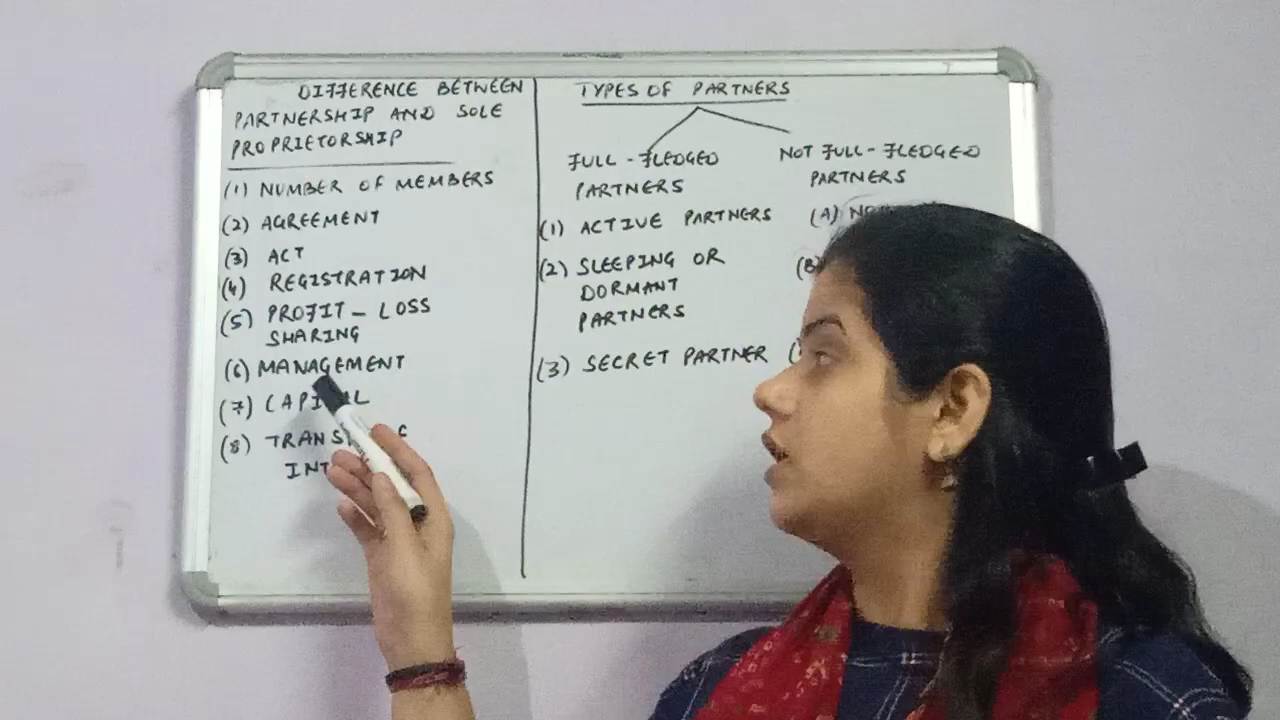 DIFFERENCE BETWEEN
PARTNERSHIP AND SOLE
PROPRIETORSHIP
(1) NUMBER OF MEMBERS
(2) AGREEMENT
(3) ACT
(4) REGISTRATION
(5) PROFIT - LOSS
SHARING
(6) MANAGEMENT
(7)
(8)
TYPES OF PARTNERS
FULL - FLEDGED
PARTNERS
(1) ACTIVE PARTNERS
(2) SLEEPING OR
DORMANT
PARTNERS
(3) SECRET PARTNER
NOT FULL - FLEDGED
PARTNERS
(A)
(B)